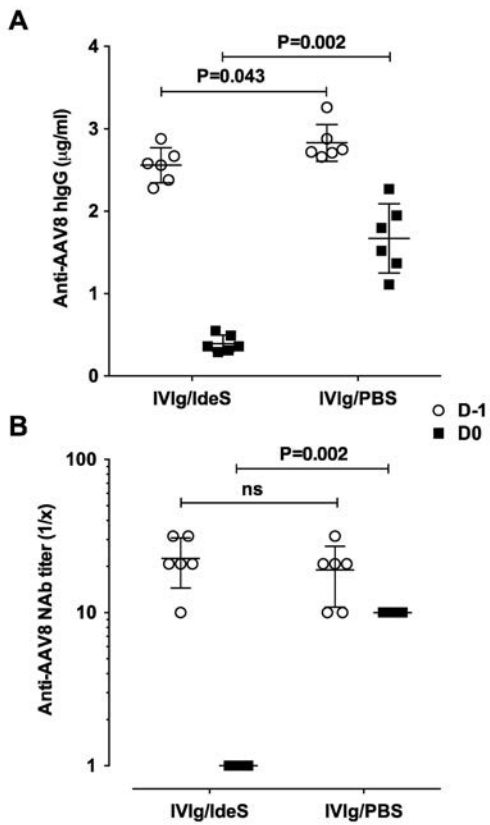 A
P=0.002
P=0.043
4
3
2
1
0
Anti-AAV8 hIgG (µg/ml)
IVIg/IdeS IVIg/PBS
D-1
D0
B
P=0.002
ns
100
10
1
Anti-AAV8 NAb titer (1/x)
IVIg/IdeS IVIg/PBS